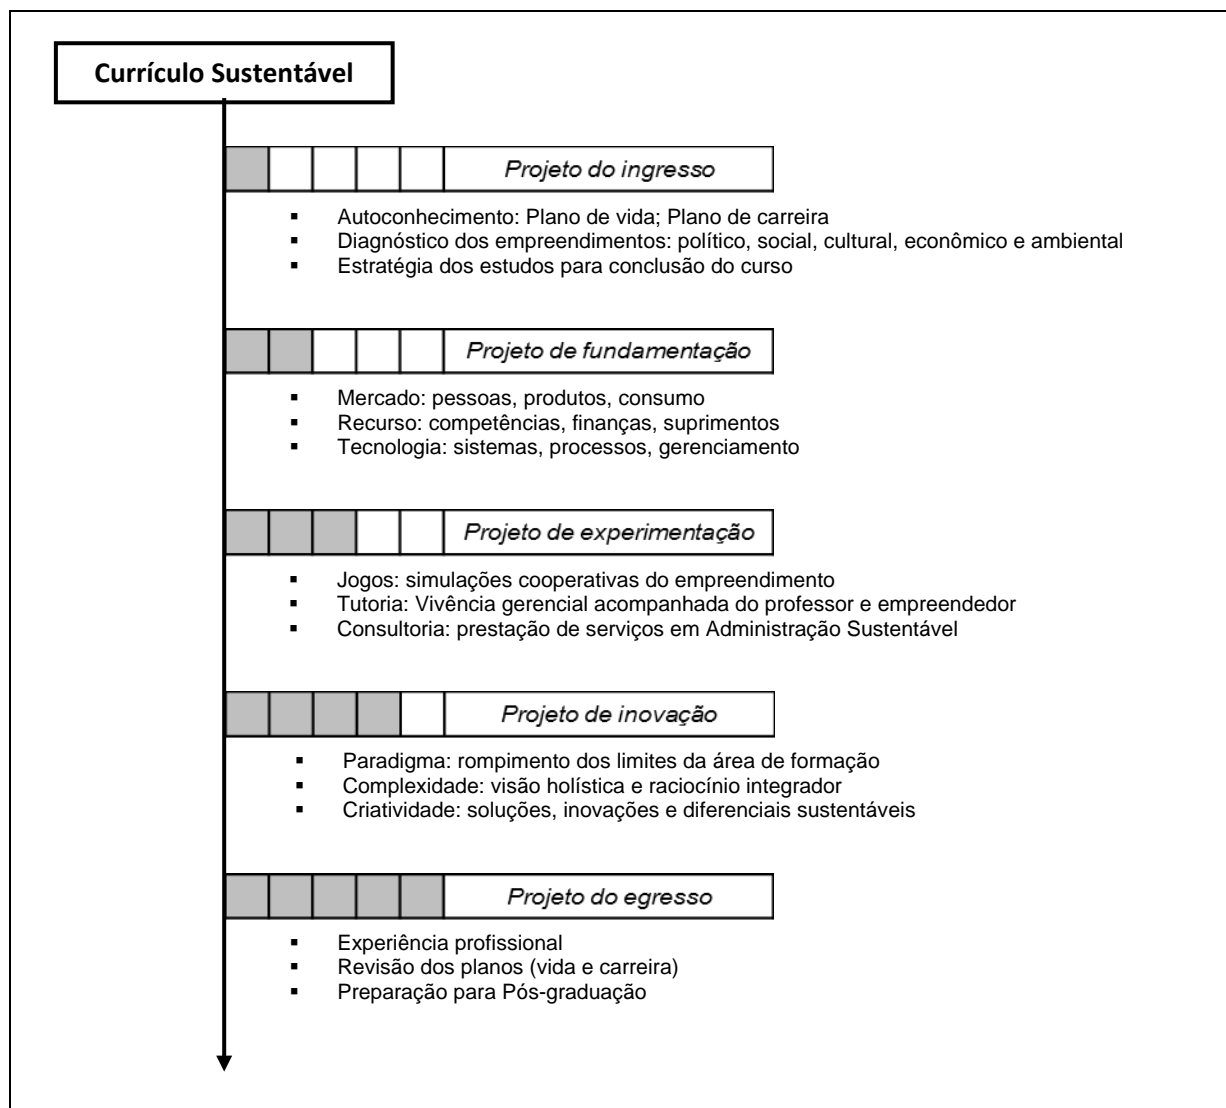 Currículo Sustentável
Projeto do ingresso
▪ Autoconhecimento: Plano de vida; Plano de carreira
▪ Diagnóstico dos empreendimentos: político, social, cultural, econômico e ambiental
▪ Estratégia dos estudos para conclusão do curso
Projeto de fundamentação
▪ Mercado: pessoas, produtos, consumo
▪ Recurso: competências, finanças, suprimentos
▪ Tecnologia: sistemas, processos, gerenciamento
Projeto de experimentação
▪ Jogos: simulações cooperativas do empreendimento
▪ Tutoria: Vivência gerencial acompanhada do professor e empreendedor
▪ Consultoria: prestação de serviços em Administração Sustentável
Projeto de inovação
▪ Paradigma: rompimento dos limites da área de formação
▪ Complexidade: visão holística e raciocínio integrador
▪ Criatividade: soluções, inovações e diferenciais sustentáveis
Projeto do egresso
▪ Experiência profissional
▪ Revisão dos planos (vida e carreira)
▪ Preparação para Pós-graduação